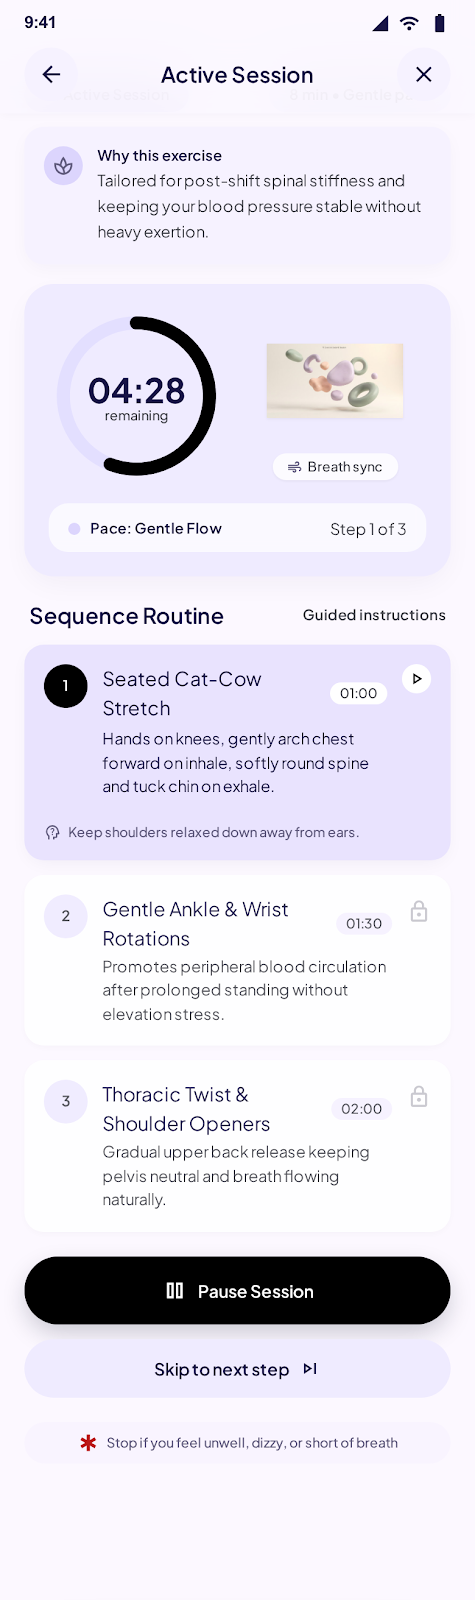 9:41
Active Session
Active Session
8 min • Gentle
Why this exercise
Tailored for post-shift spinal stiffness and
keeping your blood pressure stable without
heavy exertion.
04:28
remaining
Breath sync
Pace: Gentle Flow
Step 1 of 3
Sequence Routine
Guided instructions
1
Seated Cat-Cow
Stretch
01:00
Hands on knees, gently arch chest
forward on inhale, softly round spine
and tuck chin on exhale.
Keep shoulders relaxed down away from ears.
2
Gentle Ankle & Wrist
Rotations
01:30
Promotes peripheral blood circulation
after prolonged standing without
elevation stress.
3
Thoracic Twist &
Shoulder Openers
02:00
Gradual upper back release keeping
pelvis neutral and breath flowing
naturally.
Pause Session
Skip to next step
Stop if you feel unwell, dizzy, or short of breath